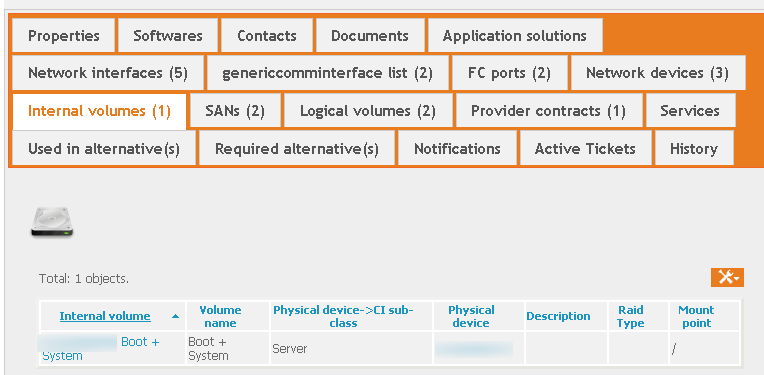 Properties Softwares Contacts Documents Application solutions
Network interfaces (5) genericcomminterface list (2) FC ports (2) Network devices (3)
Internal volumes (1) SANs (2) Logical volumes (2) Provider contracts (1) Services
Used in alternative(s) Required alternative(s) Notifications Active Tickets History
Total: 1 objects.
Internal volume Volume name Physical device->CI sub-class Physical device Description Raid Type Mount point
Boot + System Boot + System Server /